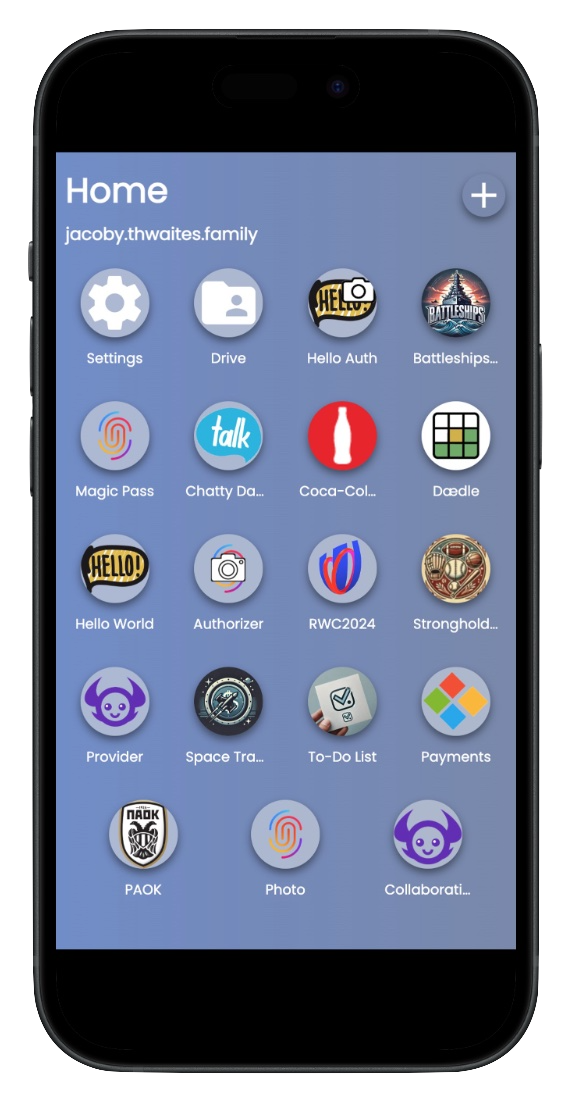 Home
jacoby.thwaites.family
HELLO!
BATTLESHIPS
Settings
Drive
Hello Auth
Battleships...
talk
Magic Pass
Chatty Da...
Coca-Col...
Dædle
HELLO!
Hello World
Authorizer
RWC2024
Stronghold...
Provider
Space Tra...
To-Do List
Payments
ΠΑΟΚ
PAOK
Photo
Collaborati...